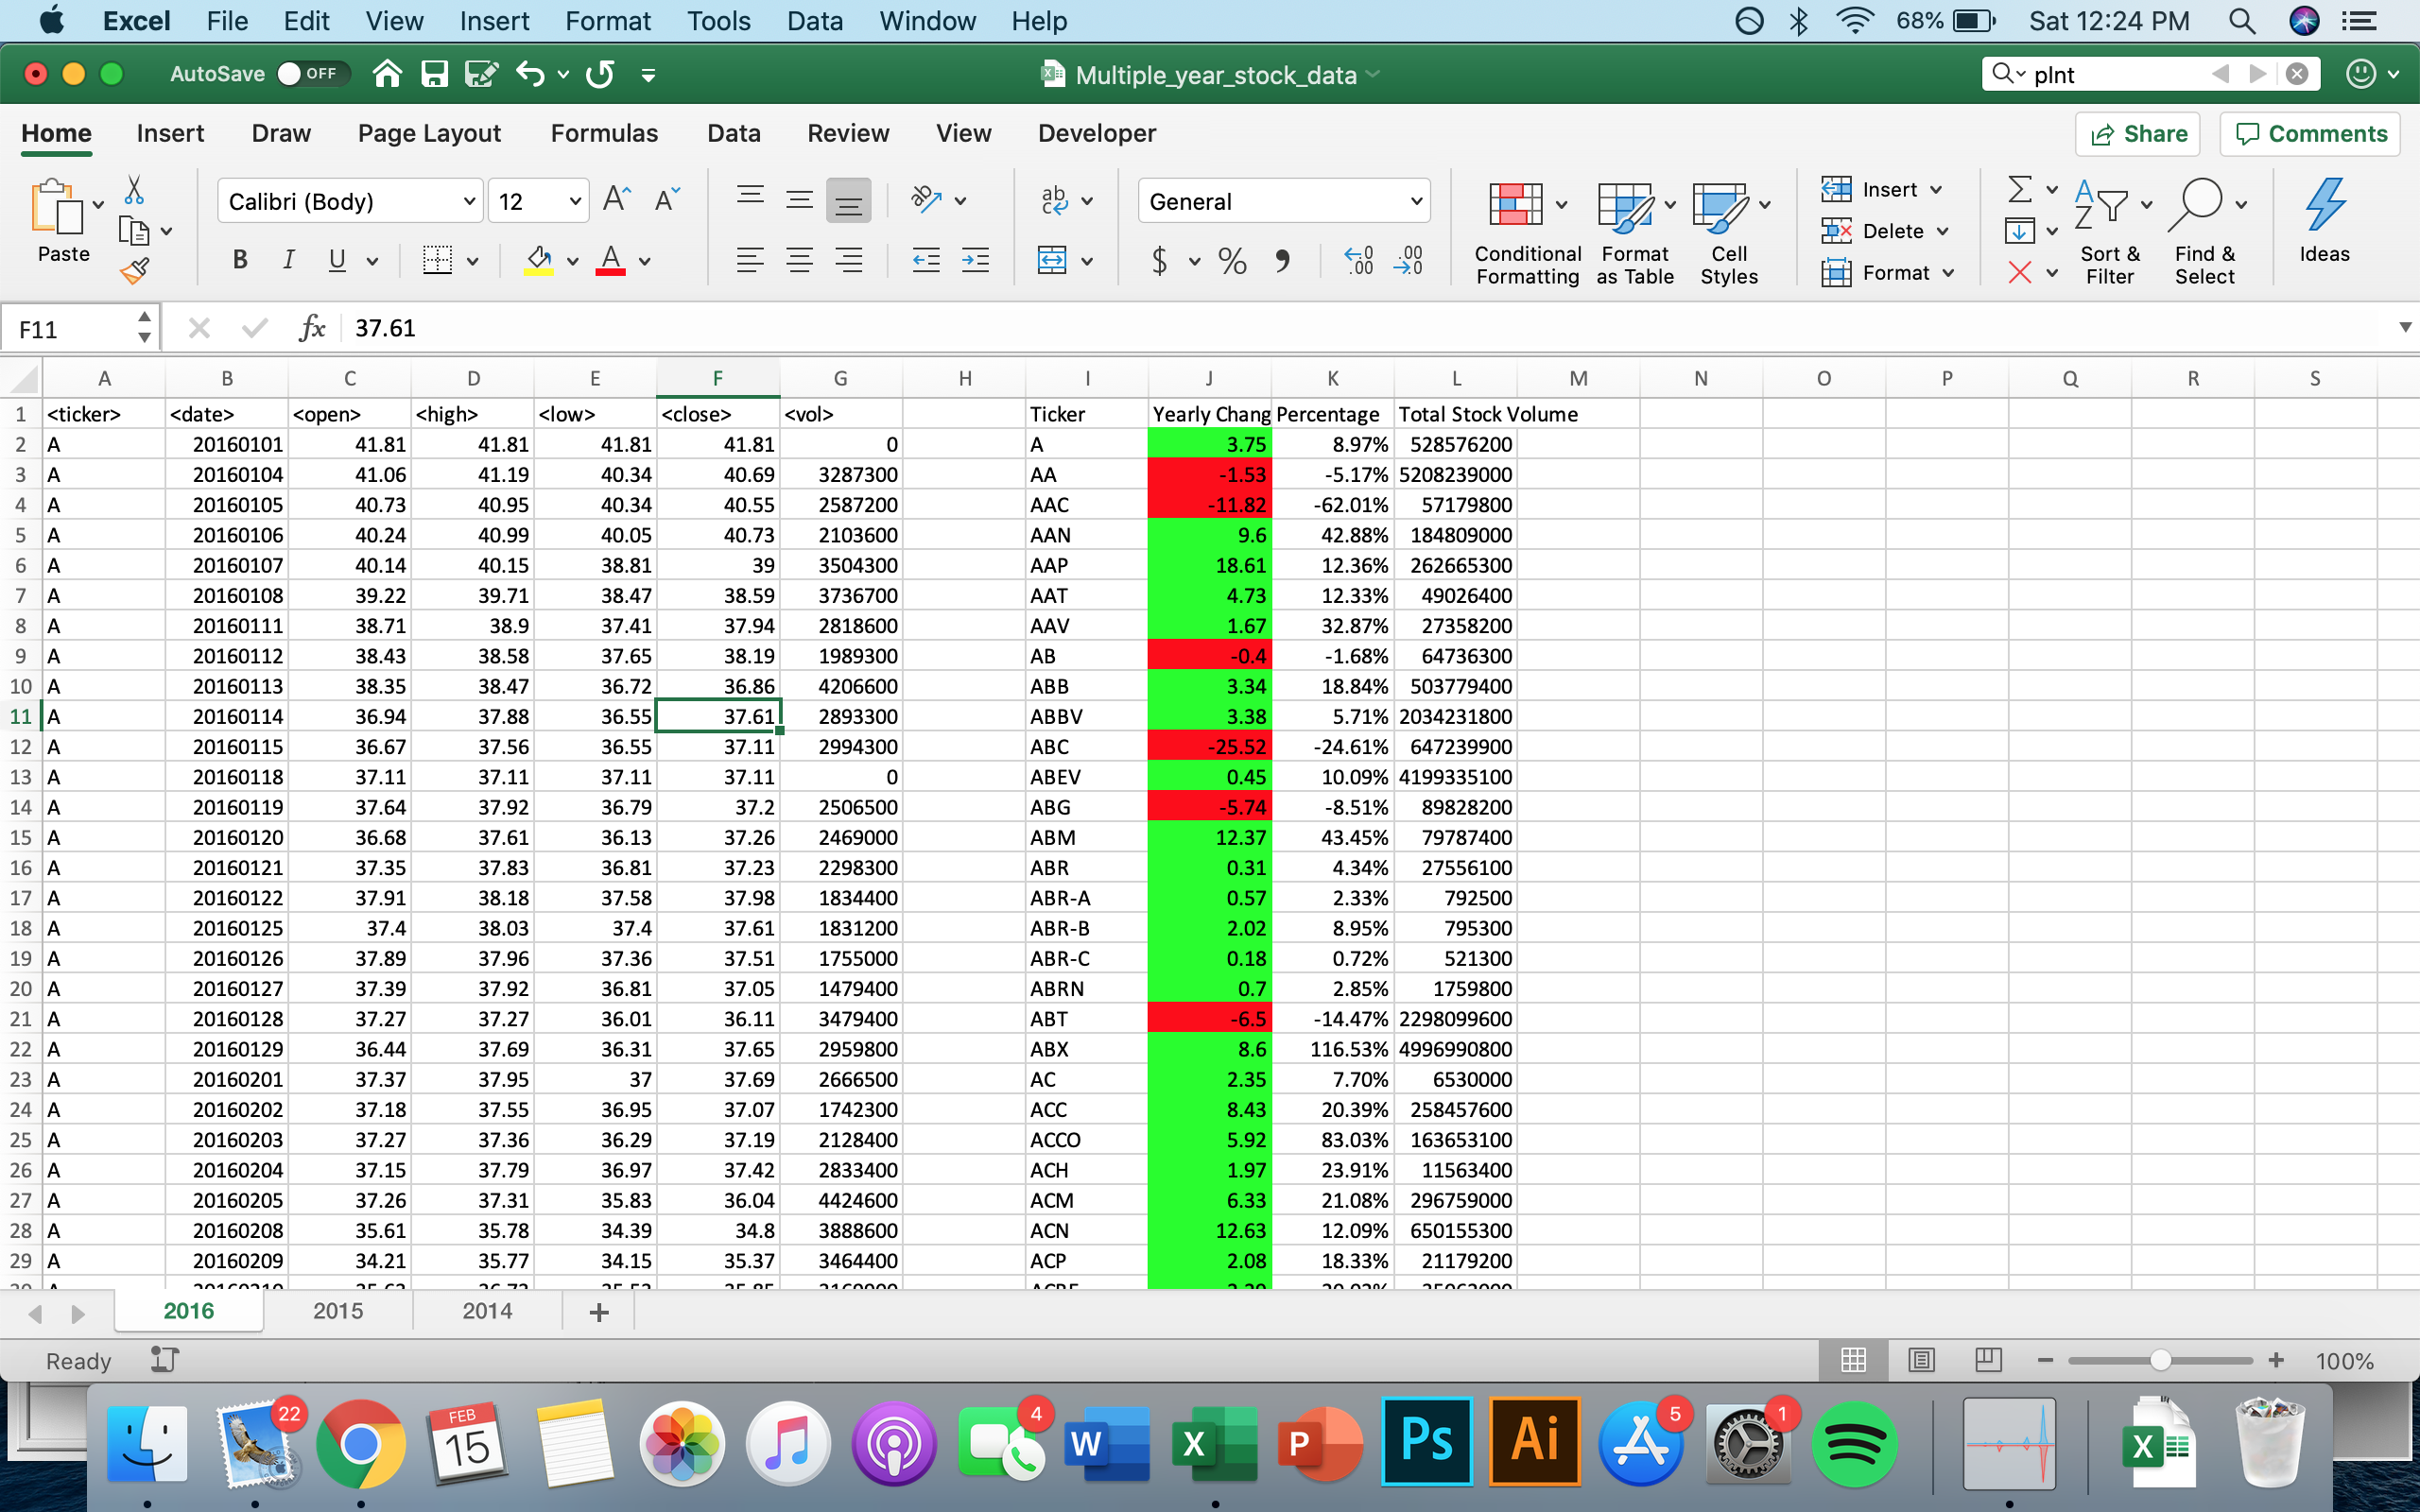 Excel File Edit View Insert Format Tools Data Window Help 68% Sat 12:24 PM
AutoSave OFF Multiple_year_stock_data plnt
Home Insert Draw Page Layout Formulas Data Review View Developer Share Comments
Paste Calibri (Body) 12 General Conditional Formatting Format as Table Cell Styles Insert Delete Format Sort & Filter Find & Select Ideas
F11 fx 37.61
A B C D E F G H I J K L M N O P Q R S
1 <ticker> <date> <open> <high> <low> <close> <vol> Ticker Yearly Chang Percentage Total Stock Volume
2 A 20160101 41.81 41.81 41.81 41.81 0 A 3.75 8.97% 528576200
3 A 20160104 41.06 41.19 40.34 40.69 3287300 AA -1.53 -5.17% 5208239000
4 A 20160105 40.73 40.95 40.34 40.55 2587200 AAC -11.82 -62.01% 57179800
5 A 20160106 40.24 40.99 40.05 40.73 2103600 AAN 9.6 42.88% 184809000
6 A 20160107 40.14 40.15 38.81 39 3504300 AAP 18.61 12.36% 262665300
7 A 20160108 39.22 39.71 38.47 38.59 3736700 AAT 4.73 12.33% 49026400
8 A 20160111 38.71 38.9 37.41 37.94 2818600 AAV 1.67 32.87% 27358200
9 A 20160112 38.43 38.58 37.65 38.19 1989300 AB -0.4 -1.68% 64736300
10 A 20160113 38.35 38.47 36.72 36.86 4206600 ABB 3.34 18.84% 503779400
11 A 20160114 36.94 37.88 36.55 37.61 2893300 ABBV 3.38 5.71% 2034231800
12 A 20160115 36.67 37.56 36.55 37.11 2994300 ABC -25.52 -24.61% 647239900
13 A 20160118 37.11 37.11 37.11 37.11 0 ABEV 0.45 10.09% 4199335100
14 A 20160119 37.64 37.92 36.79 37.2 2506500 ABG -5.74 -8.51% 89828200
15 A 20160120 36.68 37.61 36.13 37.26 2469000 ABM 12.37 43.45% 79787400
16 A 20160121 37.35 37.83 36.81 37.23 2298300 ABR 0.31 4.34% 27556100
17 A 20160122 37.91 38.18 37.58 37.98 1834400 ABR-A 0.57 2.33% 792500
18 A 20160125 37.4 38.03 37.4 37.61 1831200 ABR-B 2.02 8.95% 795300
19 A 20160126 37.89 37.96 37.36 37.51 1755000 ABR-C 0.18 0.72% 521300
20 A 20160127 37.39 37.92 36.81 37.05 1479400 ABRN 0.7 2.85% 1759800
21 A 20160128 37.27 37.27 36.01 36.11 3479400 ABT -6.5 -14.47% 2298099600
22 A 20160129 36.44 37.69 36.31 37.65 2959800 ABX 8.6 116.53% 4996990800
23 A 20160201 37.37 37.95 37 37.69 2666500 AC 2.35 7.70% 6530000
24 A 20160202 37.18 37.55 36.95 37.07 1742300 ACC 8.43 20.39% 258457600
25 A 20160203 37.27 37.36 36.29 37.19 2128400 ACCO 5.92 83.03% 163653100
26 A 20160204 37.15 37.79 36.97 37.42 2833400 ACH 1.97 23.91% 11563400
27 A 20160205 37.26 37.31 35.83 36.04 4424600 ACM 6.33 21.08% 296759000
28 A 20160208 35.61 35.78 34.39 34.8 3888600 ACN 12.63 12.09% 650155300
29 A 20160209 34.21 35.77 34.15 35.37 3464400 ACP 2.08 18.33% 21179200
2016 2015 2014 +
Ready 100%
22 FEB 15 4 W X P Ps Ai 5 1 X